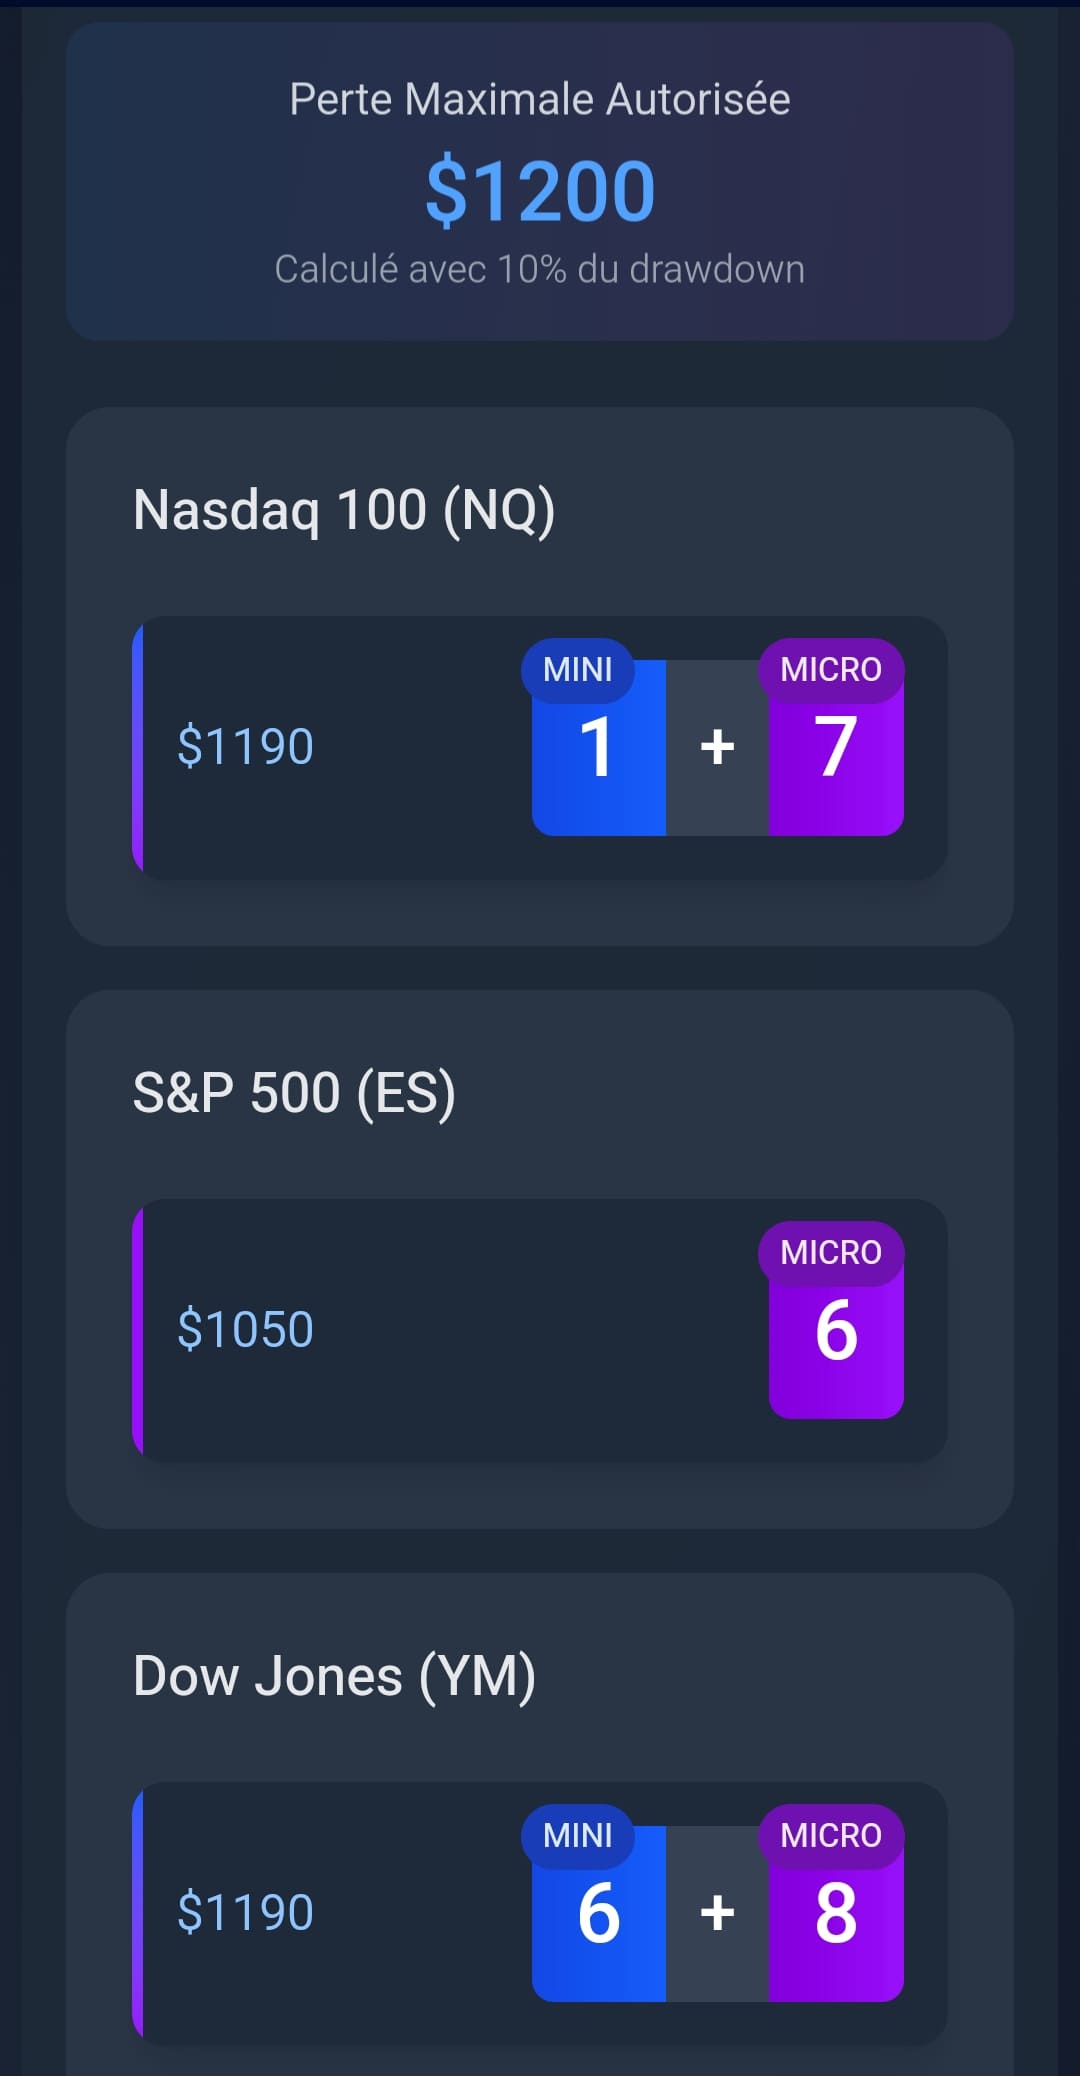 Perte Maximale Autorisée
$1200
Calculé avec 10% du drawdown
Nasdaq 100 (NQ)
MINI MICRO
$1190 1 + 7
S&P 500 (ES)
MICRO
$1050 6
Dow Jones (YM)
MINI MICRO
$1190 6 + 8